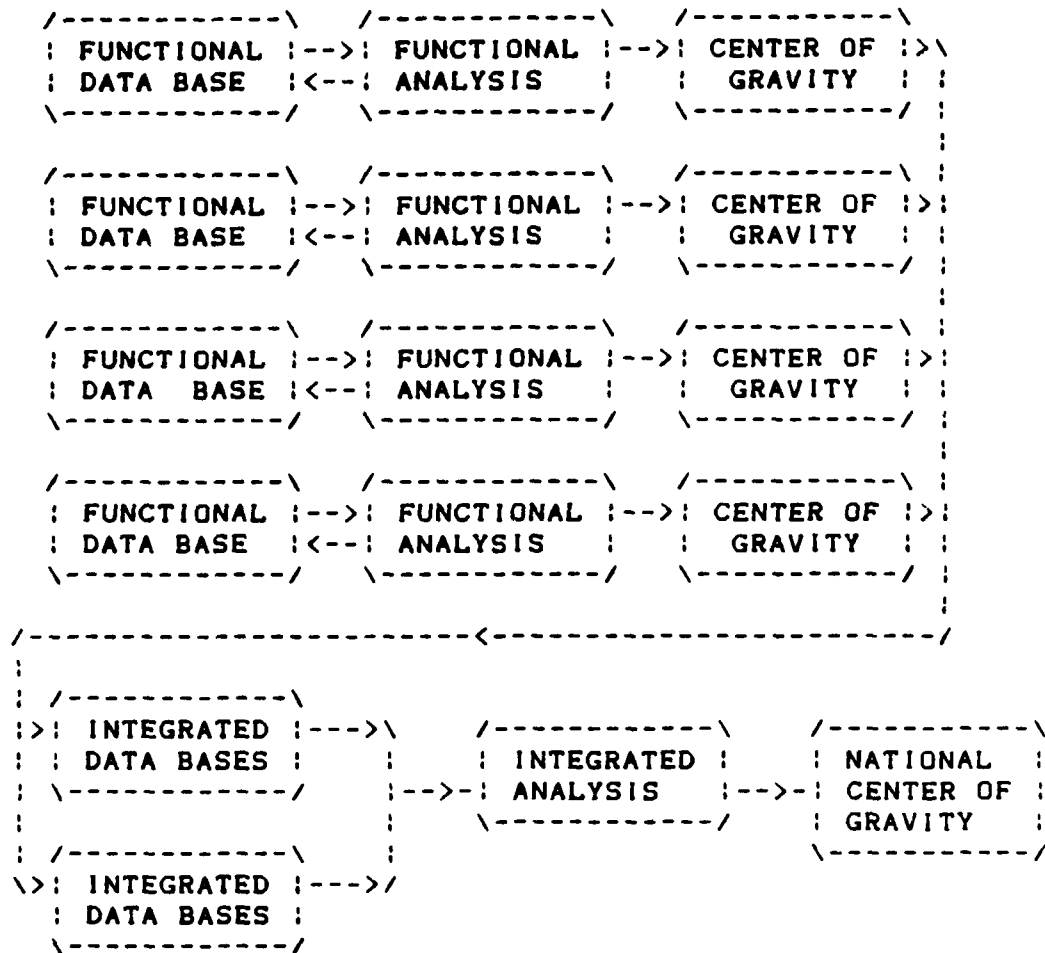 FUNCTIONAL FUNCTIONAL CENTER OF
DATA BASE ANALYSIS GRAVITY
FUNCTIONAL FUNCTIONAL CENTER OF
DATA BASE ANALYSIS GRAVITY
FUNCTIONAL FUNCTIONAL CENTER OF
DATA BASE ANALYSIS GRAVITY
FUNCTIONAL FUNCTIONAL CENTER OF
DATA BASE ANALYSIS GRAVITY
INTEGRATED INTEGRATED NATIONAL
DATA BASES ANALYSIS CENTER OF
GRAVITY
INTEGRATED
DATA BASES